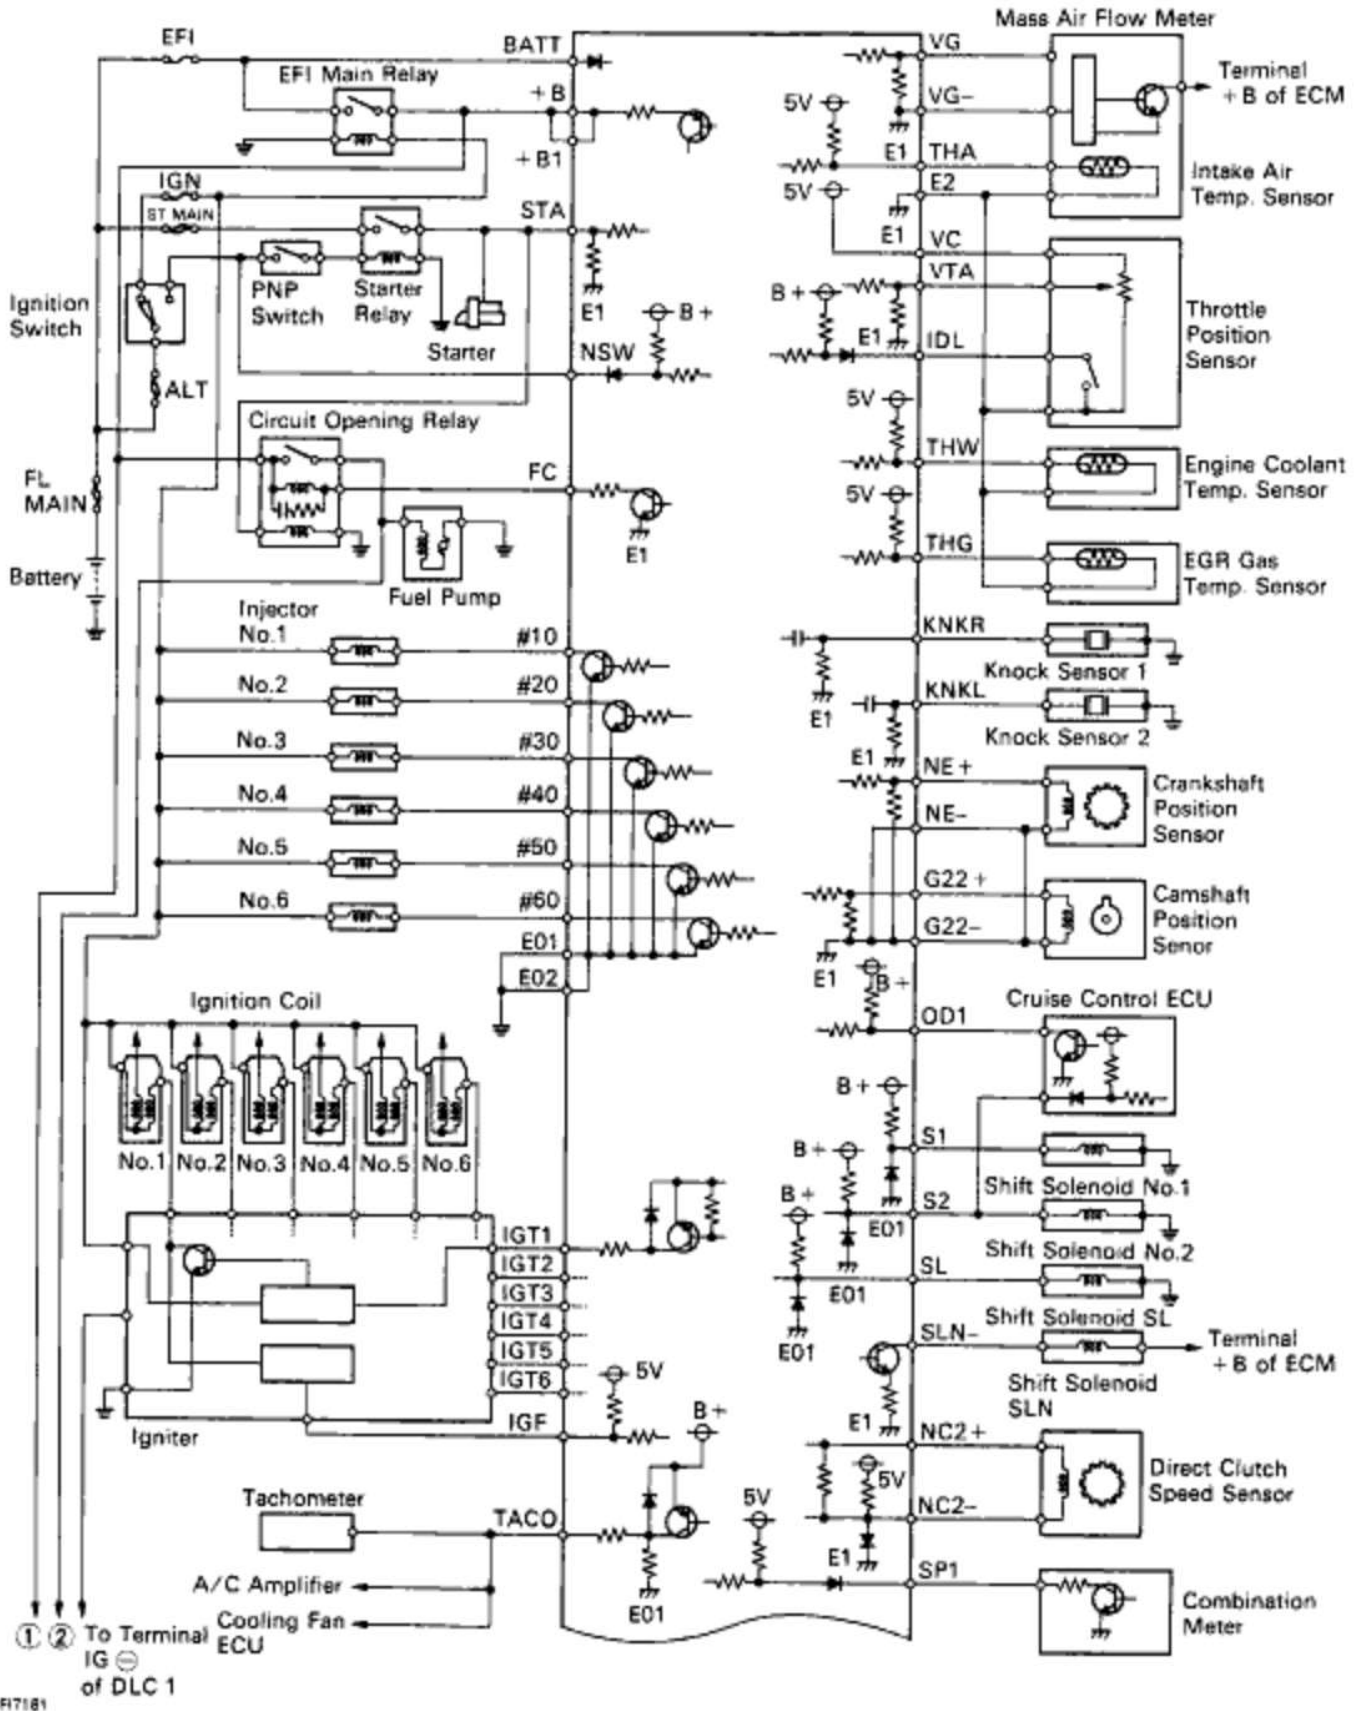 Mass Air Flow Meter
EFI
BATT
VG
Terminal
+B of ECM
EFI Main Relay
+B
5V
VG-
+B1
E1
THA
Intake Air
Temp. Sensor
IGN
5V
E2
ST MAIN
STA
E1
VC
VTA
Ignition
Switch
PNP
Switch
Starter
Relay
E1
B+
B+
E1
Throttle
Position
Sensor
Starter
NSW
IDL
ALT
5V
Circuit Opening Relay
THW
Engine Coolant
Temp. Sensor
FL
MAIN
FC
5V
E1
THG
EGR Gas
Temp. Sensor
Battery
Fuel Pump
Injector
No.1
#10
KNKR
Knock Sensor 1
No.2
#20
E1
KNKL
Knock Sensor 2
No.3
#30
E1
NE+
Crankshaft
Position
Sensor
No.4
#40
NE-
No.5
#50
G22+
Camshaft
Position
Senor
No.6
#60
G22-
E01
E1
E02
B+
Ignition Coil
Cruise Control ECU
OD1
B+
No.1
No.2
No.3
No.4
No.5
No.6
B+
S1
Shift Solenoid No.1
B+
S2
E01
Shift Solenoid No.2
IGT1
IGT2
IGT3
IGT4
IGT5
IGT6
SL
E01
Shift Solenoid SL
SLN-
Terminal
+B of ECM
E01
Shift Solenoid
SLN
5V
E1
IGF
B+
NC2+
Igniter
5V
Direct Clutch
Speed Sensor
Tachometer
TACO
5V
NC2-
E1
SP1
A/C Amplifier
E01
Combination
Meter
Cooling Fan
ECU
① ② To Terminal
IG ⊖
of DLC 1
FI7181